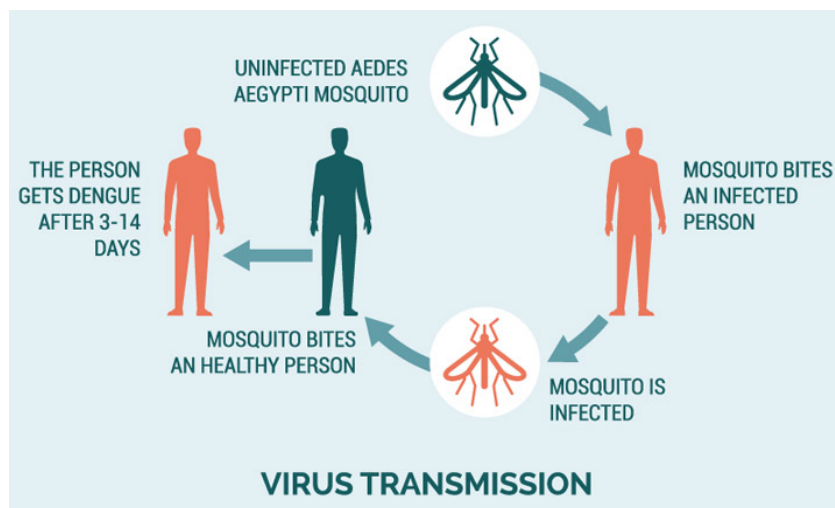 UNINFECTED AEDES
AEGYPTI MOSQUITO
MOSQUITO BITES
AN INFECTED
PERSON
MOSQUITO IS
INFECTED
MOSQUITO BITES
AN HEALTHY PERSON
THE PERSON
GETS DENGUE
AFTER 3-14
DAYS
VIRUS TRANSMISSION